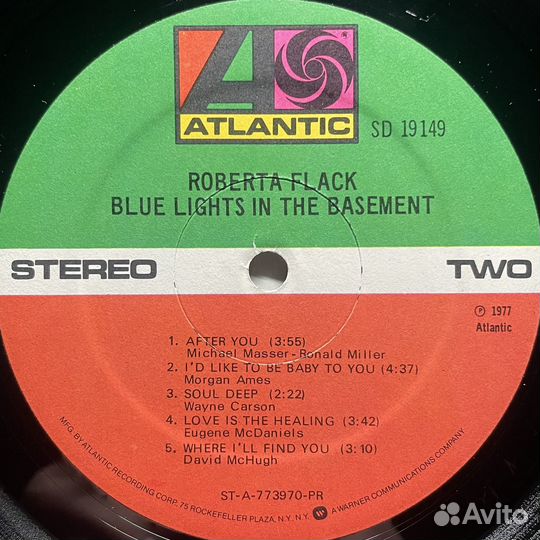 ATLANTIC
SD 19149
ROBERTA FLACK
BLUE LIGHTS IN THE BASEMENT
STEREO TWO
℗ 1977
Atlantic
1. AFTER YOU (3:55)
Michael Masser-Ronald Miller
2. I'D LIKE TO BE BABY TO YOU (4:37)
Morgan Ames
3. SOUL DEEP (2:22)
Wayne Carson
4. LOVE IS THE HEALING (3:42)
Eugene McDaniels
5. WHERE I'LL FIND YOU (3:10)
David McHugh
ST-A-773970-PR
MFG. BY ATLANTIC RECORDING CORP. 75 ROCKEFELLER PLAZA, N.Y. N.Y. A WARNER COMMUNICATIONS COMPANY
Avito